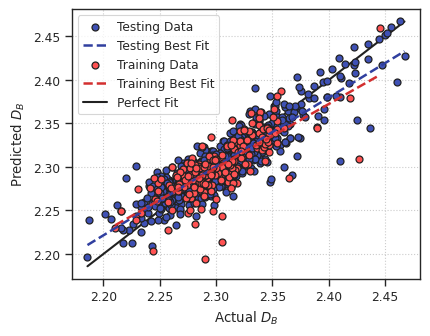 2.45
2.40
2.35
2.30
2.25
2.20
Predicted D_B
Testing Data
Testing Best Fit
Training Data
Training Best Fit
Perfect Fit
2.20 2.25 2.30 2.35 2.40 2.45
Actual D_B